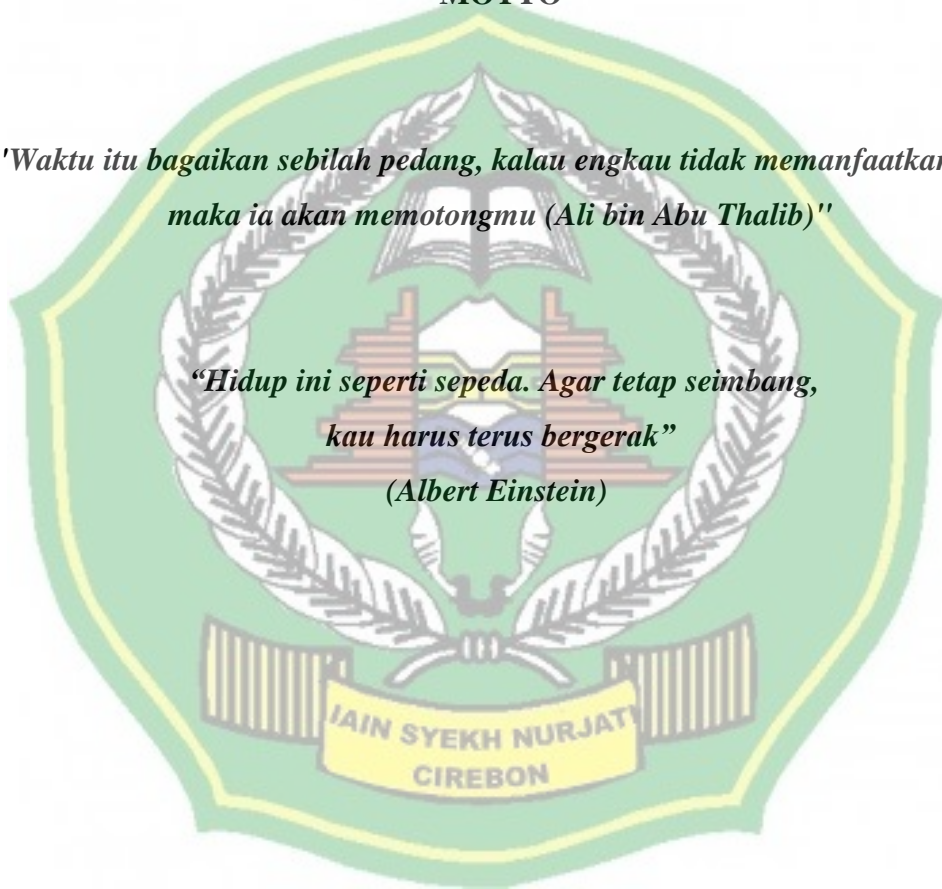 MOTTO
"Waktu itu bagaikan sebilah pedang, kalau engkau tidak memanfaatkan
maka ia akan memotongmu (Ali bin Abu Thalib)"
“Hidup ini seperti sepeda. Agar tetap seimbang,
kau harus terus bergerak”
(Albert Einstein)
IAIN SYEKH NURJATI
CIREBON